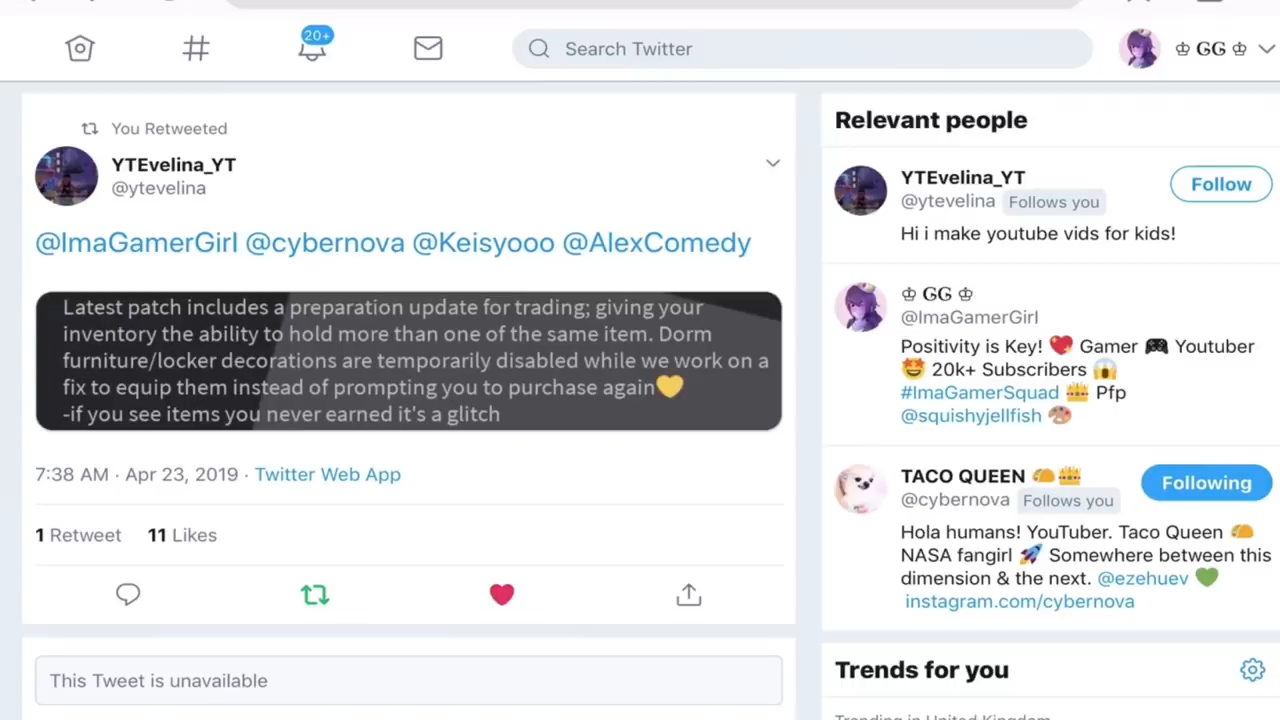 20+
Search Twitter
♔ GG ♔
You Retweeted
YTEvelina_YT
@ytevelina
@ImaGamerGirl @cybernova @Keisyooo @AlexComedy
Latest patch includes a preparation update for trading; giving your
inventory the ability to hold more than one of the same item. Dorm
furniture/locker decorations are temporarily disabled while we work on a
fix to equip them instead of prompting you to purchase again💛
-if you see items you never earned it's a glitch
7:38 AM · Apr 23, 2019 · Twitter Web App
1 Retweet 11 Likes
This Tweet is unavailable
Relevant people
YTEvelina_YT
Follow
@ytevelina Follows you
Hi i make youtube vids for kids!
♔ GG ♔
@ImaGamerGirl
Positivity is Key! 💖 Gamer 🎮 Youtuber
🤩 20k+ Subscribers 😱
#ImaGamerSquad 👑 Pfp
@squishyjellfish 🎨
TACO QUEEN 🌮👑
Following
@cybernova Follows you
Hola humans! YouTuber. Taco Queen 🌮
NASA fangirl 🚀 Somewhere between this
dimension & the next. @ezehuev 💚
instagram.com/cybernova
Trends for you
Trending in United Kingdom